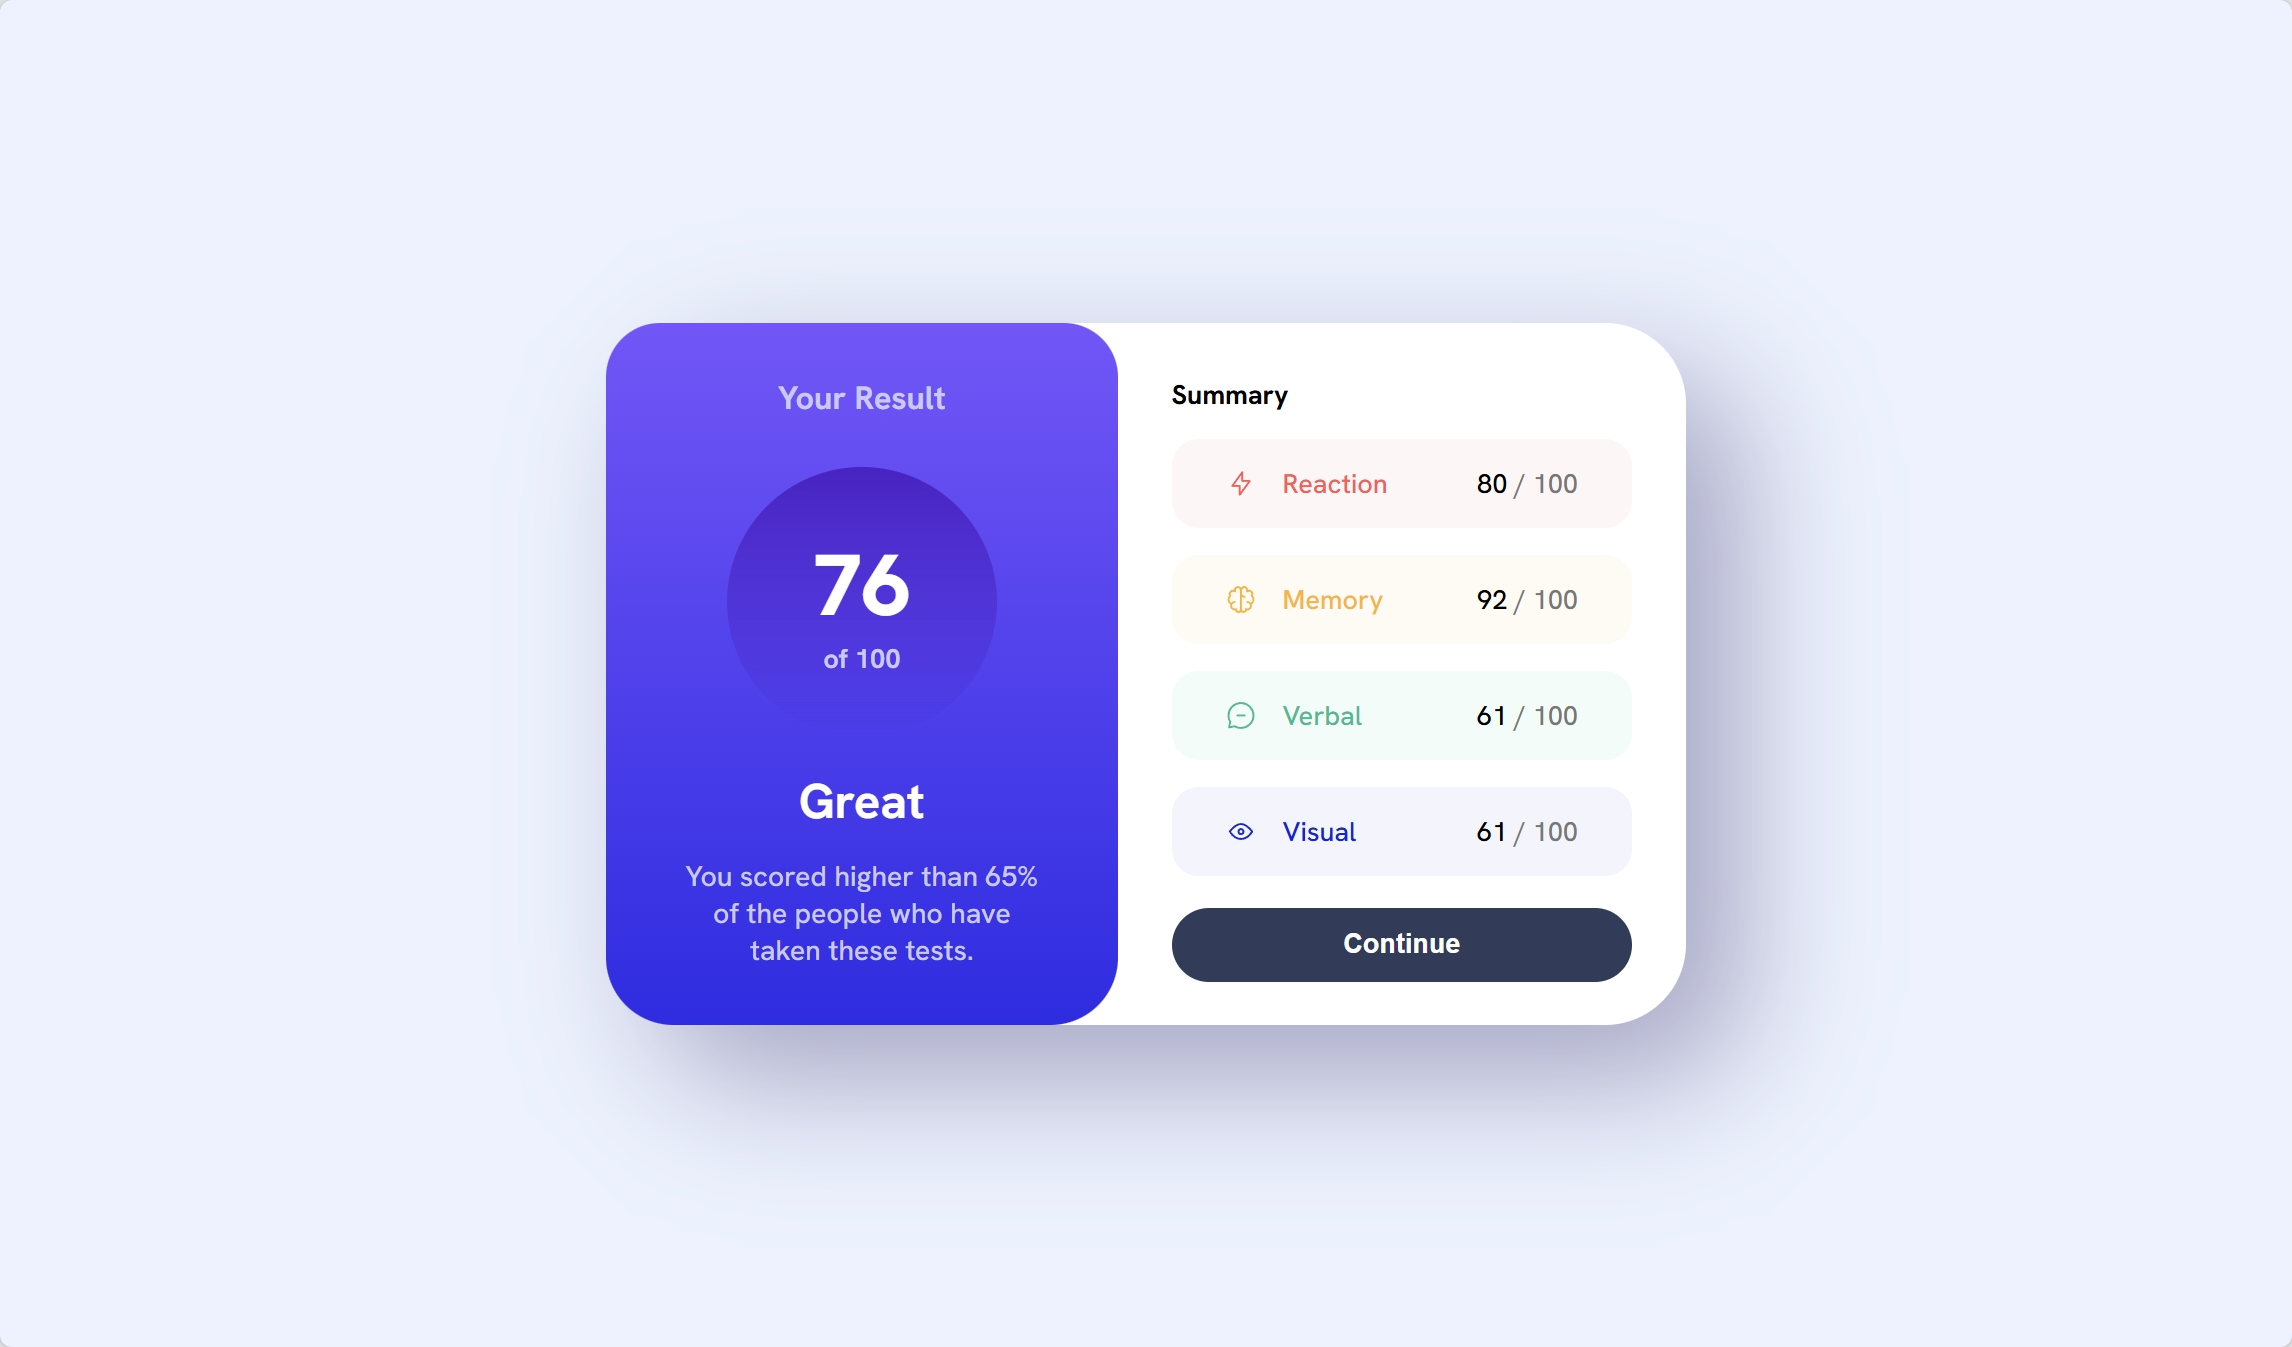 Your Result
76
of 100
Great
You scored higher than 65%
of the people who have
taken these tests.
Summary
Reaction 80 / 100
Memory 92 / 100
Verbal 61 / 100
Visual 61 / 100
Continue